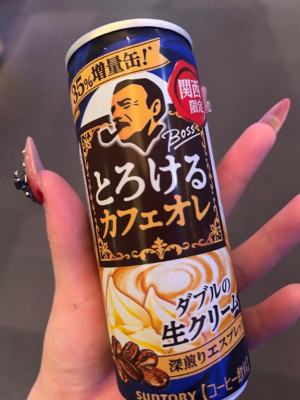 35%増量缶!
関西
限定
BOSS
とろける
カフェオレ
ダブルの
生クリーム
深煎りエスプレッソ
SUNTORY 【コーヒー飲料】